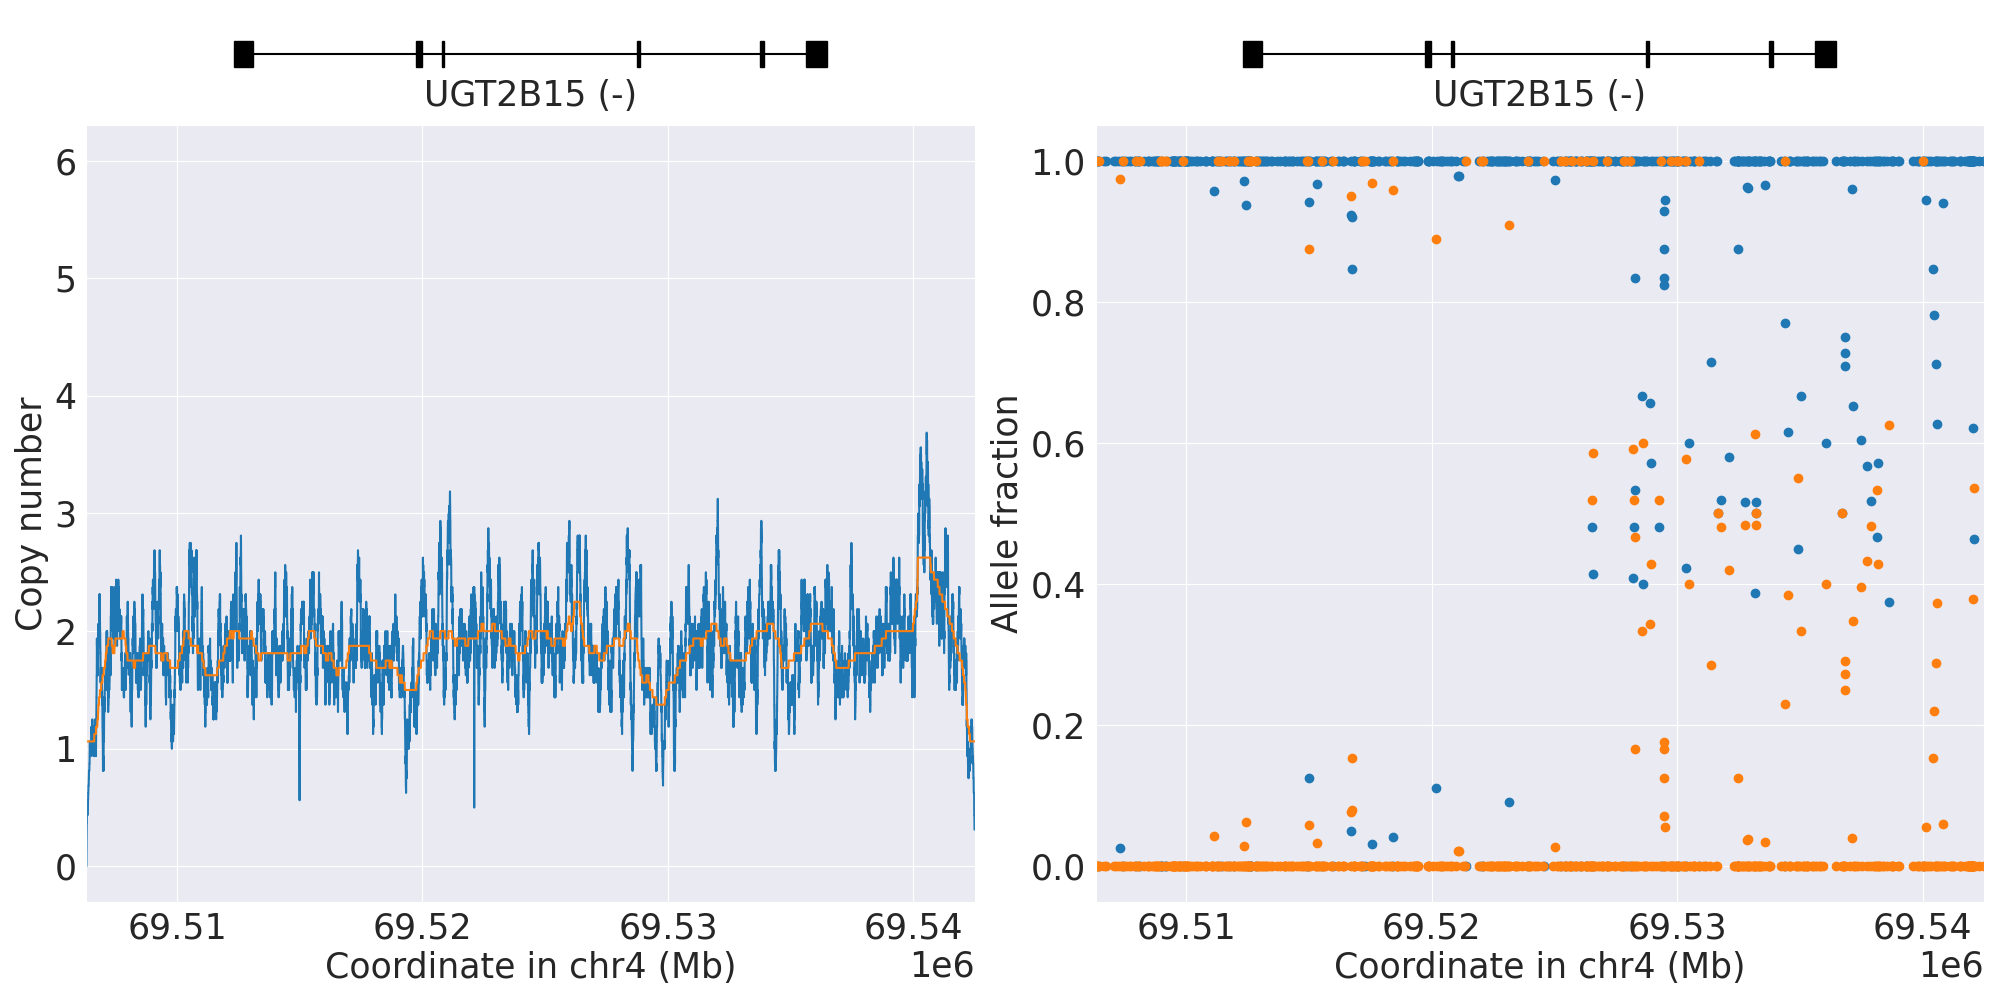 UGT2B15 (-)
UGT2B15 (-)
6
5
4
3
2
1
0
Copy number
69.51
69.52
69.53
69.54
Coordinate in chr4 (Mb)
1e6
1.0
0.8
0.6
0.4
0.2
0.0
Allele fraction
69.51
69.52
69.53
69.54
Coordinate in chr4 (Mb)
1e6